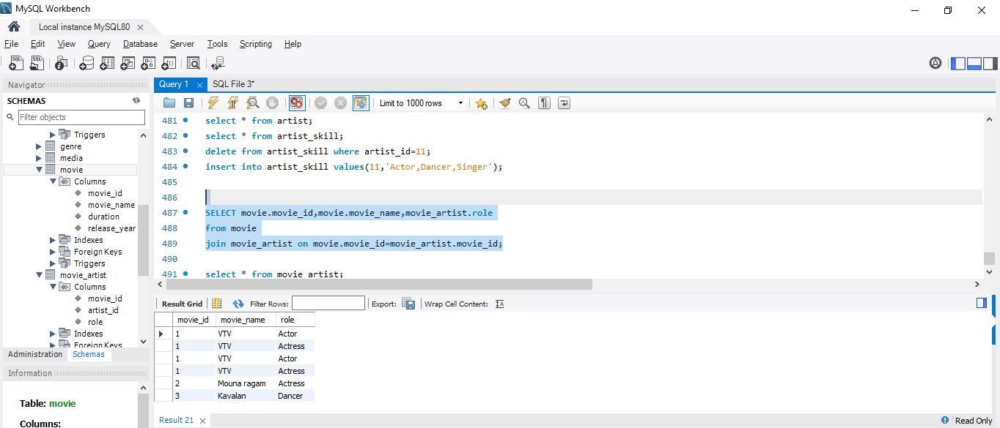 MySQL Workbench
Local instance MySQL80
File Edit View Query Database Server Tools Scripting Help
Navigator
SCHEMAS
Filter objects
Triggers
genre
media
movie
Columns
movie_id
movie_name
duration
release_year
Indexes
Foreign Keys
Triggers
movie_artist
Columns
movie_id
artist_id
role
Indexes
Foreign Keys
Administration Schemas
Information
Table: movie
Columns:
Query 1 SQL File 3*
Limit to 1000 rows
481 select * from artist;
482 select * from artist_skill;
483 delete from artist_skill where artist_id=11;
484 insert into artist_skill values(11,'Actor,Dancer,Singer');
485
486
487 SELECT movie.movie_id,movie.movie_name,movie_artist.role
488 from movie
489 join movie_artist on movie.movie_id=movie_artist.movie_id;
490
491 select * from movie_artist;
Result Grid Filter Rows: Export: Wrap Cell Content:
movie_id movie_name role
1 VTV Actor
1 VTV Actress
1 VTV Actor
1 VTV Actress
2 Mouna ragam Actress
3 Kavalan Dancer
Result 21
Read Only